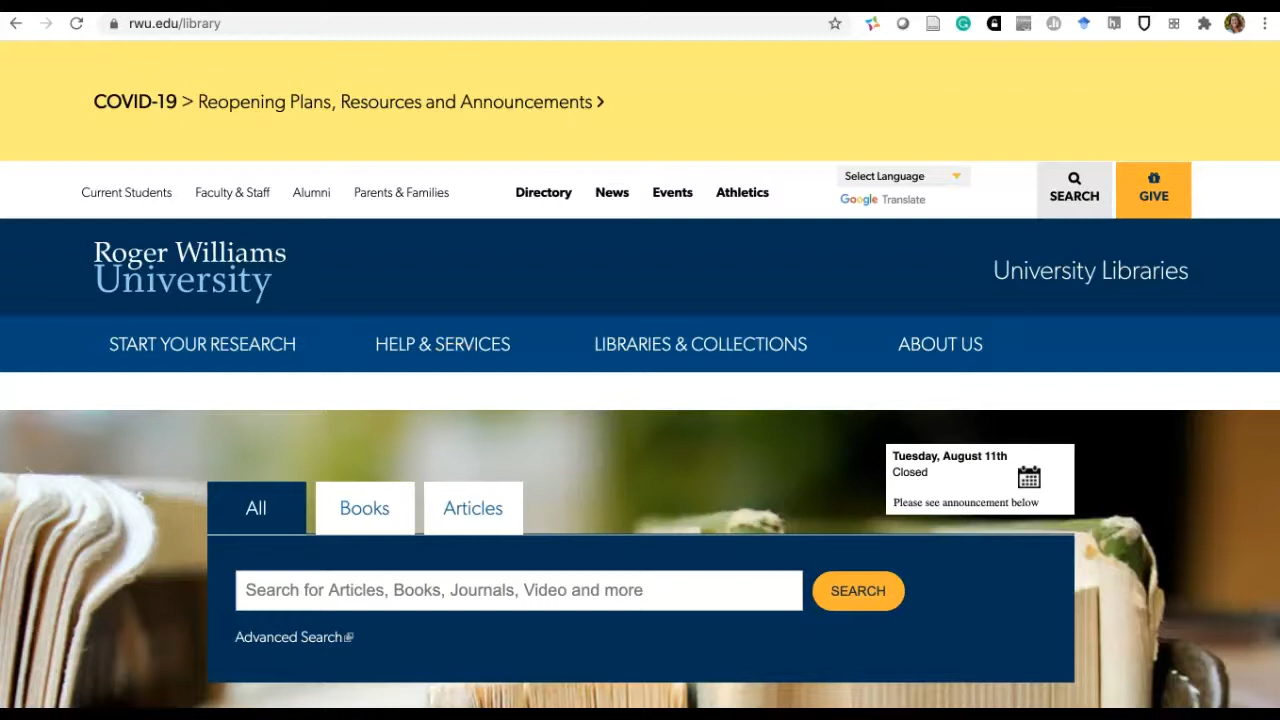 rwu.edu/library
COVID-19 > Reopening Plans, Resources and Announcements >
Current Students Faculty & Staff Alumni Parents & Families Directory News Events Athletics
Select Language
Google Translate
SEARCH
GIVE
Roger Williams
University
University Libraries
START YOUR RESEARCH HELP & SERVICES LIBRARIES & COLLECTIONS ABOUT US
Tuesday, August 11th
Closed
Please see announcement below
All Books Articles
Search for Articles, Books, Journals, Video and more
SEARCH
Advanced Search